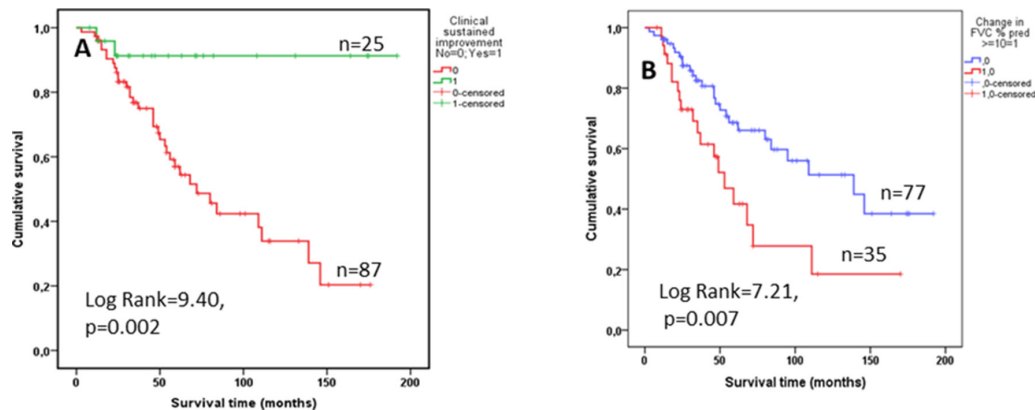 A
n=25
n=87
Log Rank=9.40,
p=0.002
Cumulative survival
1,0
0,8
0,6
0,4
0,2
0,0
0
50
100
150
200
Survival time (months)
Clinical
sustained
improvement
No=0; Yes=1
0
1
0-censored
1-censored
B
n=77
n=35
Log Rank=7.21,
p=0.007
Cumulative survival
1,0
0,8
0,6
0,4
0,2
0,0
0
50
100
150
200
Survival time (months)
Change in
FVC % pred
>=10=1
,0
1,0
,0-censored
1,0-censored